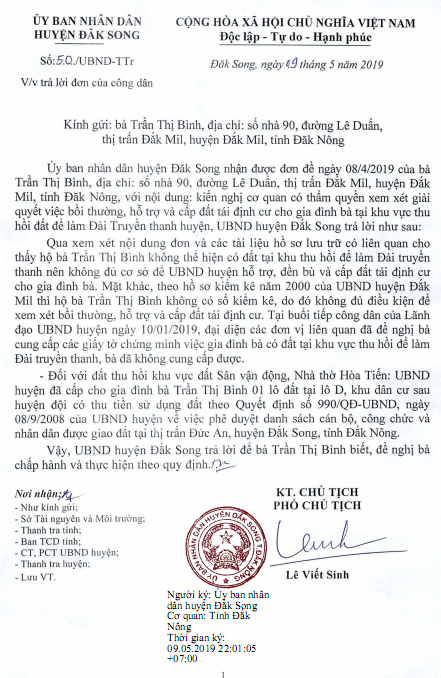 ỦY BAN NHÂN DÂN
HUYỆN ĐĂK SONG
CỘNG HÒA XÃ HỘI CHỦ NGHĨA VIỆT NAM
Độc lập - Tự do - Hạnh phúc
Số:50/UBND-TTr
V/v trả lời đơn của công dân
Đăk Song, ngày 09 tháng 5 năm 2019
Kính gửi: bà Trần Thị Bình, địa chỉ: số nhà 90, đường Lê Duẩn,
thị trấn Đắk Mil, huyện Đắk Mil, tỉnh Đăk Nông
Ủy ban nhân dân huyện Đăk Song nhận được đơn đề ngày 08/4/2019 của bà
Trần Thị Bình, địa chỉ: số nhà 90, đường Lê Duẩn, thị trấn Đắk Mil, huyện Đắk
Mil, tỉnh Đăk Nông, với nội dung: kiến nghị cơ quan có thẩm quyền xem xét giải
quyết việc bồi thường, hỗ trợ và cấp đất tái định cư cho gia đình bà tại khu vực thu
hồi đất để làm Đài Truyền thanh huyện, UBND huyện Đăk Song trả lời như sau:
Qua xem xét nội dung đơn và các tài liệu hồ sơ lưu trữ có liên quan cho
thấy hộ bà Trần Thị Bình không thể hiện có đất tại khu thu hồi để làm Đài truyền
thanh nên không đủ cơ sở để UBND huyện hỗ trợ, đền bù và cấp đất tái định cư
cho gia đình bà. Mặt khác, theo hồ sơ kiểm kê năm 2000 của UBND huyện Đắk
Mil thì hộ bà Trần Thị Bình không có số kiểm kê, do đó không đủ điều kiện để
xem xét bồi thường, hỗ trợ và cấp đất tái định cư. Tại buổi tiếp công dân của Lãnh
đạo UBND huyện ngày 10/01/2019, đại diện các đơn vị liên quan đã đề nghị bà
cung cấp các giấy tờ chứng minh việc gia đình bà có đất tại khu vực thu hồi để làm
Đài truyền thanh, bà đã không cung cấp được.
- Đối với đất thu hồi khu vực đất Sân vận động, Nhà thờ Hòa Tiến: UBND
huyện đã cấp cho gia đình bà Trần Thị Bình 01 lô đất tại lô D, khu dân cư sau
huyện đội có thu tiền sử dụng đất theo Quyết định số 990/QĐ-UBND, ngày
08/9/2008 của UBND huyện về việc phê duyệt danh sách cán bộ, công chức và
nhân dân được giao đất tại thị trấn Đức An, huyện Đăk Song, tỉnh Đắk Nông.
Vậy, UBND huyện Đăk Song trả lời để bà Trần Thị Bình biết, đề nghị bà
chấp hành và thực hiện theo quy định./.
Nơi nhận:
- Như kính gửi;
- Sở Tài nguyên và Môi trường;
- Thanh tra tỉnh;
- Ban TCD tỉnh;
- CT, PCT UBND huyện;
- Thanh tra huyện;
- Lưu VT.
KT. CHỦ TỊCH
PHÓ CHỦ TỊCH
Lê Viết Sinh
Người ký: Ủy ban nhân
dân huyện Đắk Song
Cơ quan: Tỉnh Đắk
Nông
Thời gian ký:
09.05.2019 22:01:05
+07:00
1